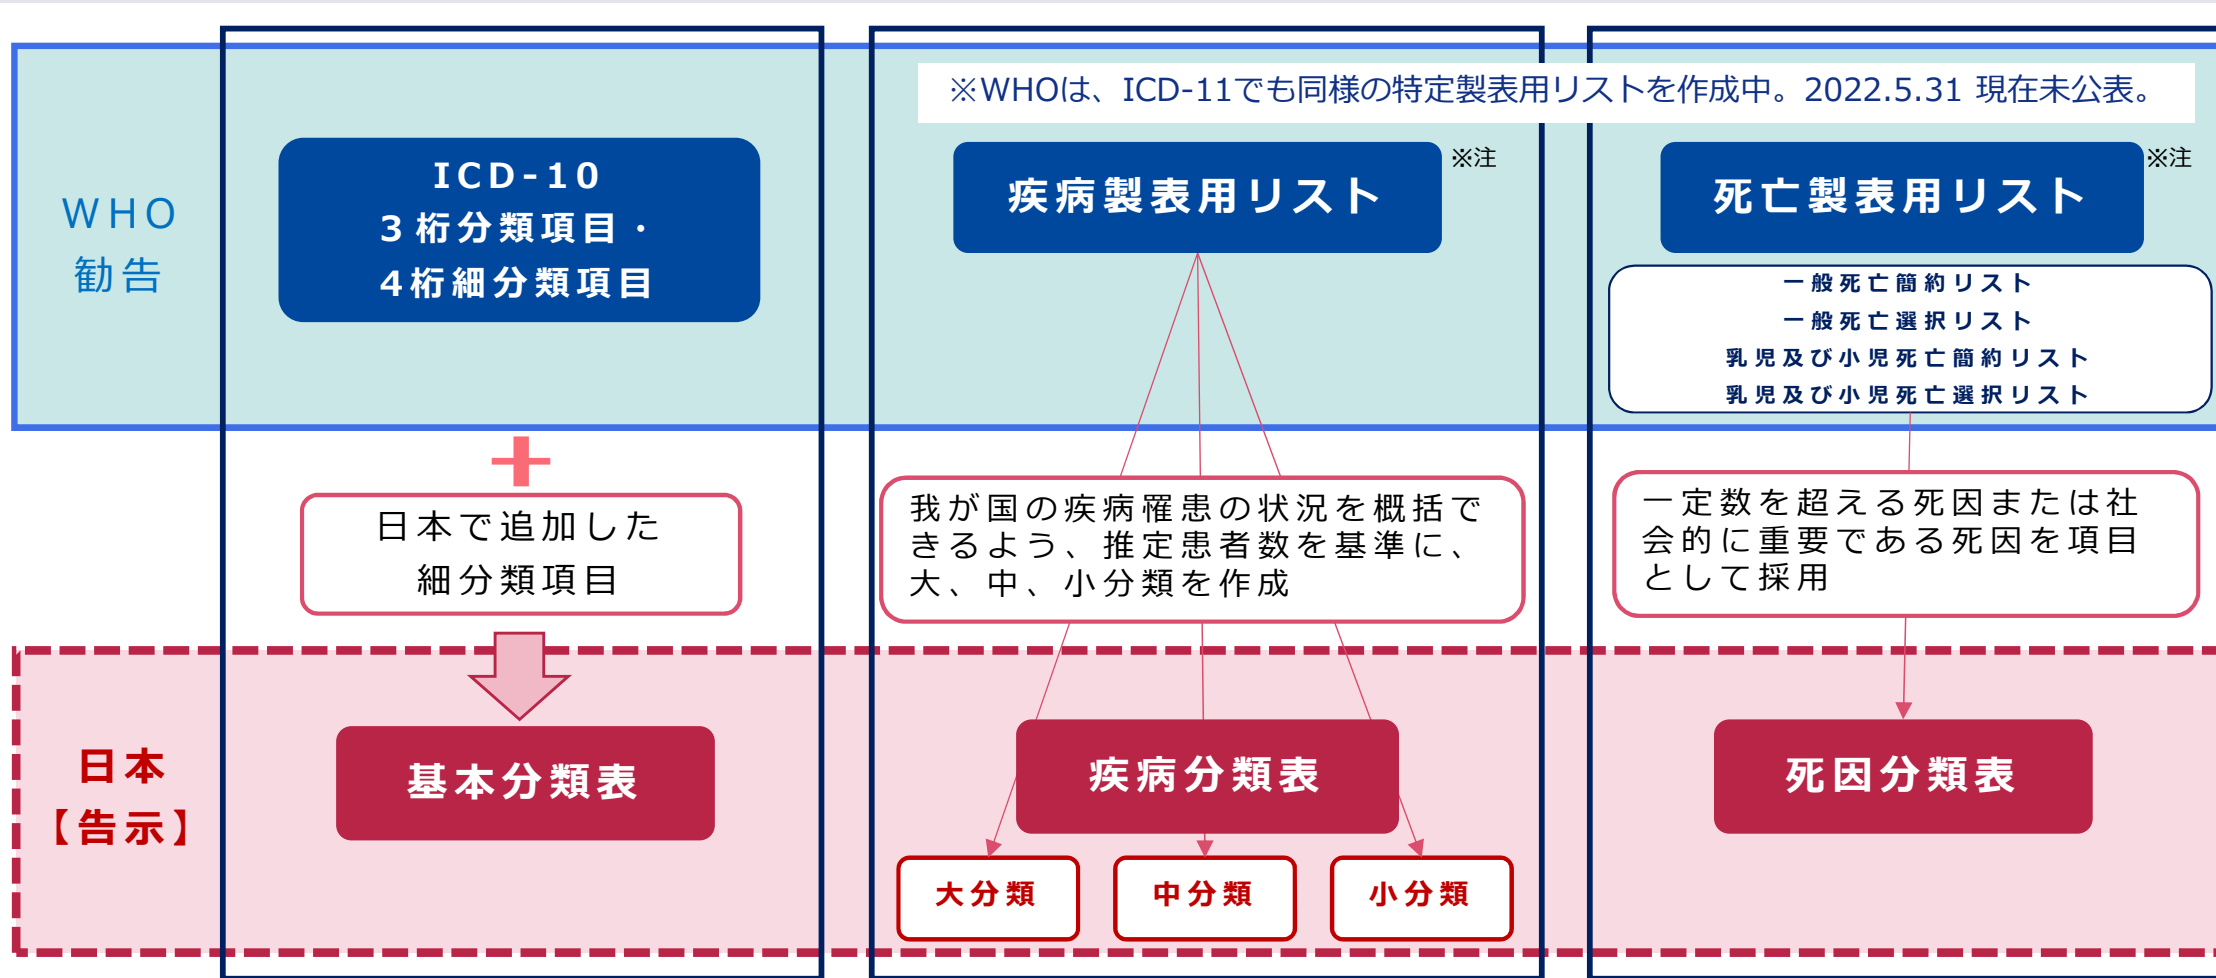 ※WHOは、ICD-11でも同様の特定製表用リストを作成中。2022.5.31 現在未公表。
WHO
勧告
ICD-10
3桁分類項目・
4桁細分類項目
疾病製表用リスト
※注
死亡製表用リスト
※注
一般死亡簡約リスト
一般死亡選択リスト
乳児及び小児死亡簡約リスト
乳児及び小児死亡選択リスト
日本で追加した
細分類項目
我が国の疾病罹患の状況を概括で
きるよう、推定患者数を基準に、
大、中、小分類を作成
一定数を超える死因または社
会的に重要である死因を項目
として採用
日本
【告示】
基本分類表
疾病分類表
死因分類表
大分類
中分類
小分類